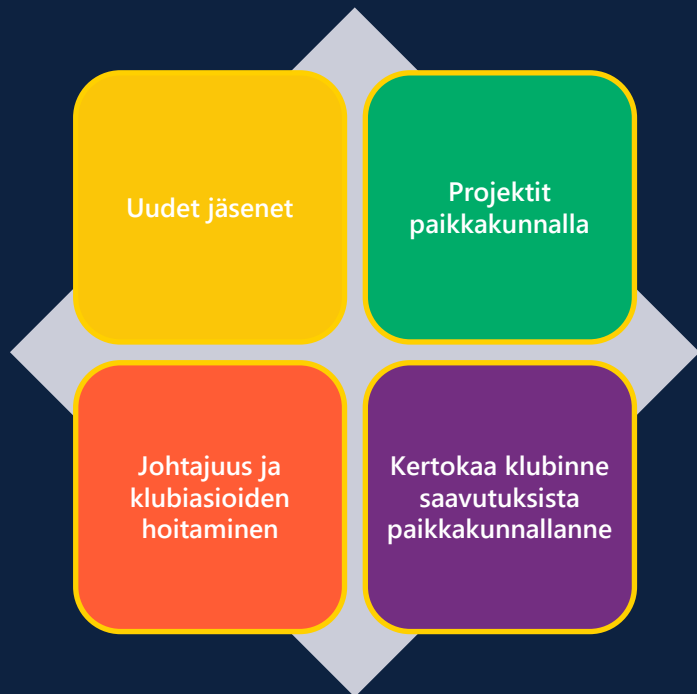 Uudet jäsenet
Projektit
paikkakunnalla
Johtajuus ja
klubiasioiden
hoitaminen
Kertokaa klubinne
saavutuksista
paikkakunnallanne